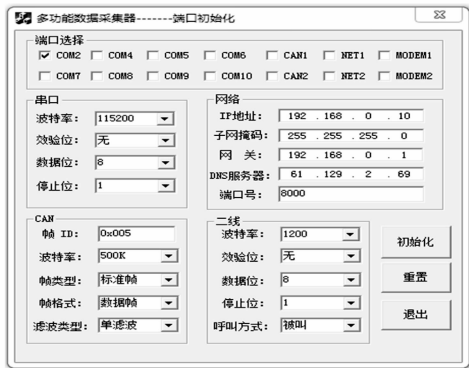 多功能数据采集器-------端口初始化
端口选择
COM2 COM4 COM5 COM6 CAN1 NET1 MODEM1
COM7 COM8 COM9 COM10 CAN2 NET2 MODEM2
串口
波特率: 115200
效验位: 无
数据位: 8
停止位: 1
网络
IP地址: 192 . 168 . 0 . 10
子网掩码: 255 . 255 . 255 . 0
网 关: 192 . 168 . 0 . 1
DNS服务器: 61 . 129 . 2 . 69
端口号: 8000
CAN
帧 ID: 0x005
波特率: 500K
帧类型: 标准帧
帧格式: 数据帧
滤波类型: 单滤波
二线
波特率: 1200
效验位: 无
数据位: 8
停止位: 1
呼叫方式: 被叫
初始化
重置
退出